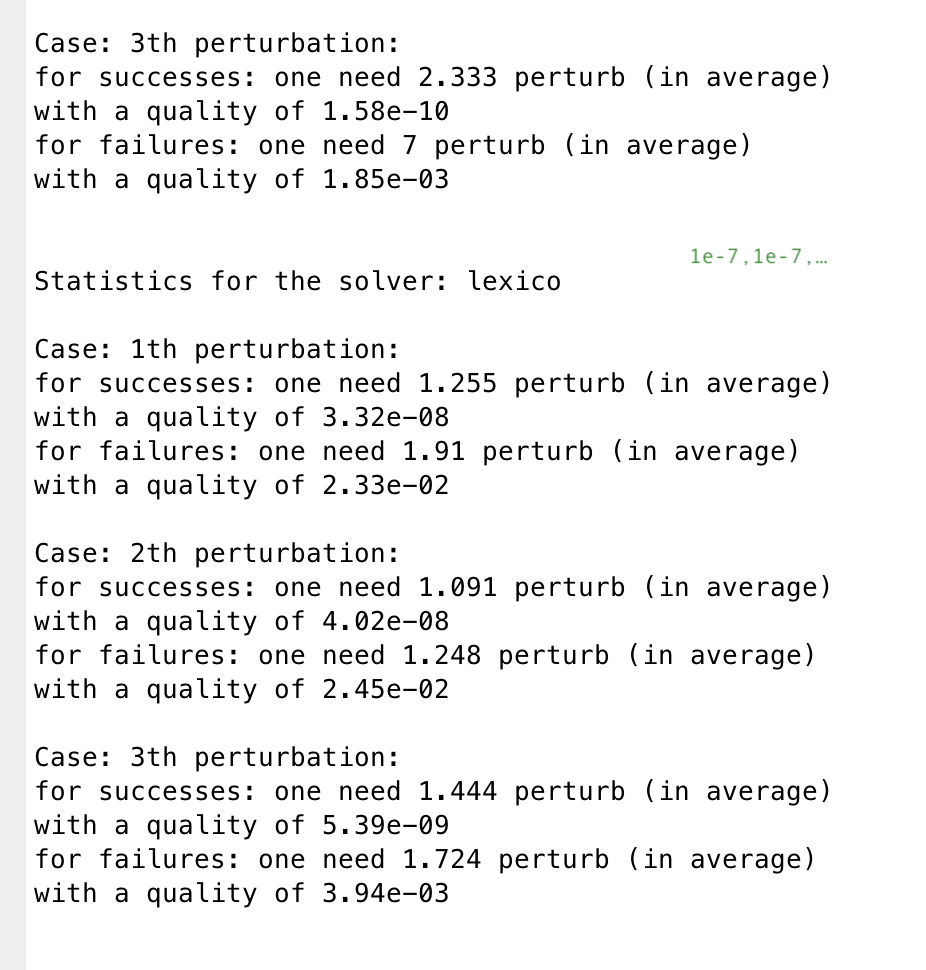 Case: 3th perturbation:
for successes: one need 2.333 perturb (in average)
with a quality of 1.58e-10
for failures: one need 7 perturb (in average)
with a quality of 1.85e-03
1e-7,1e-7,…
Statistics for the solver: lexico
Case: 1th perturbation:
for successes: one need 1.255 perturb (in average)
with a quality of 3.32e-08
for failures: one need 1.91 perturb (in average)
with a quality of 2.33e-02
Case: 2th perturbation:
for successes: one need 1.091 perturb (in average)
with a quality of 4.02e-08
for failures: one need 1.248 perturb (in average)
with a quality of 2.45e-02
Case: 3th perturbation:
for successes: one need 1.444 perturb (in average)
with a quality of 5.39e-09
for failures: one need 1.724 perturb (in average)
with a quality of 3.94e-03